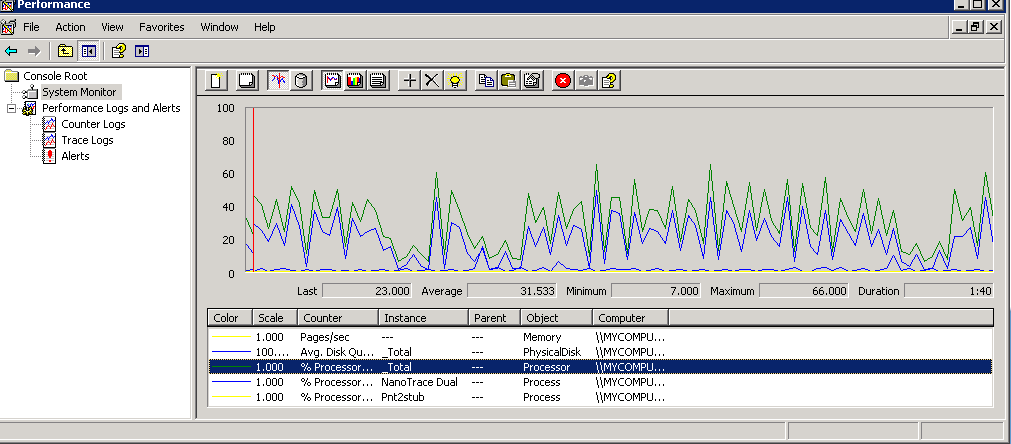 Performance
File Action View Favorites Window Help
Console Root
System Monitor
Performance Logs and Alerts
Counter Logs
Trace Logs
Alerts
100
80
60
40
20
0
Last 23.000 Average 31.533 Minimum 7.000 Maximum 66.000 Duration 1:40
Color Scale Counter Instance Parent Object Computer
1.000 Pages/sec --- --- Memory \\MYCOMPU...
100.... Avg. Disk Qu... _Total --- PhysicalDisk \\MYCOMPU...
1.000 % Processor... _Total --- Processor \\MYCOMPU...
1.000 % Processor... NanoTrace Dual --- Process \\MYCOMPU...
1.000 % Processor... Pnt2stub --- Process \\MYCOMPU...